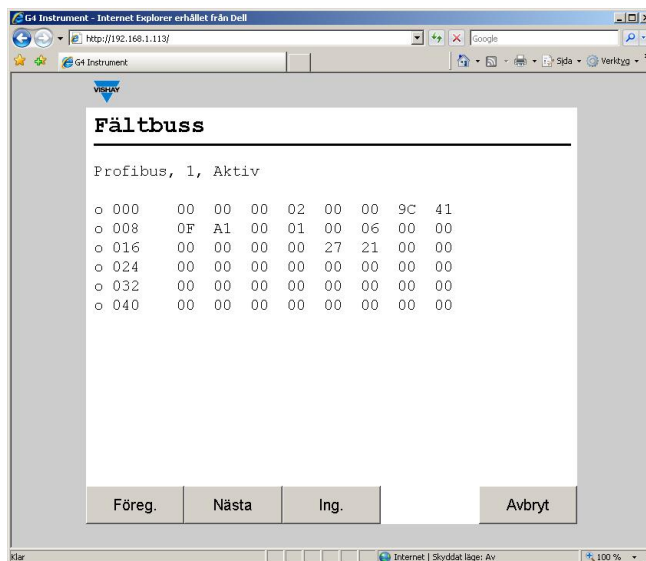 G4 Instrument - Internet Explorer erhållet från Dell
http://192.168.1.113/
Google
G4 Instrument
Sida
Verktyg
VISHAY
Fältbuss
Profibus, 1, Aktiv
o 000 00 00 00 02 00 00 9C 41
o 008 0F A1 00 01 00 06 00 00
o 016 00 00 00 00 27 21 00 00
o 024 00 00 00 00 00 00 00 00
o 032 00 00 00 00 00 00 00 00
o 040 00 00 00 00 00 00 00 00
Föreg. Nästa Ing. Avbryt
Klar Internet | Skyddat läge: Av 100 %